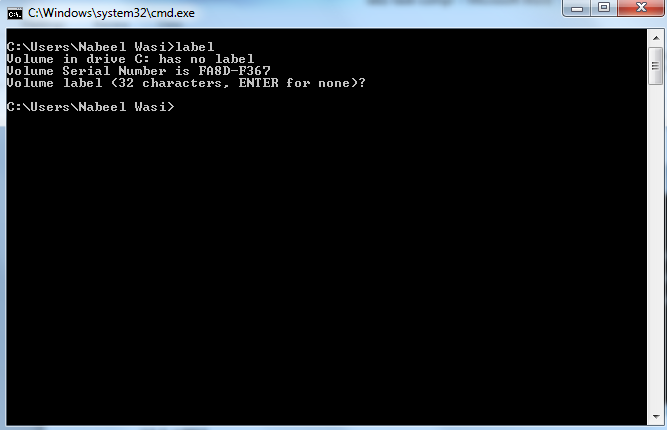 C:\Windows\system32\cmd.exe
C:\Users\Nabeel Wasi>label
Volume in drive C: has no label
Volume Serial Number is FA8D-F367
Volume label (32 characters, ENTER for none)?
C:\Users\Nabeel Wasi>